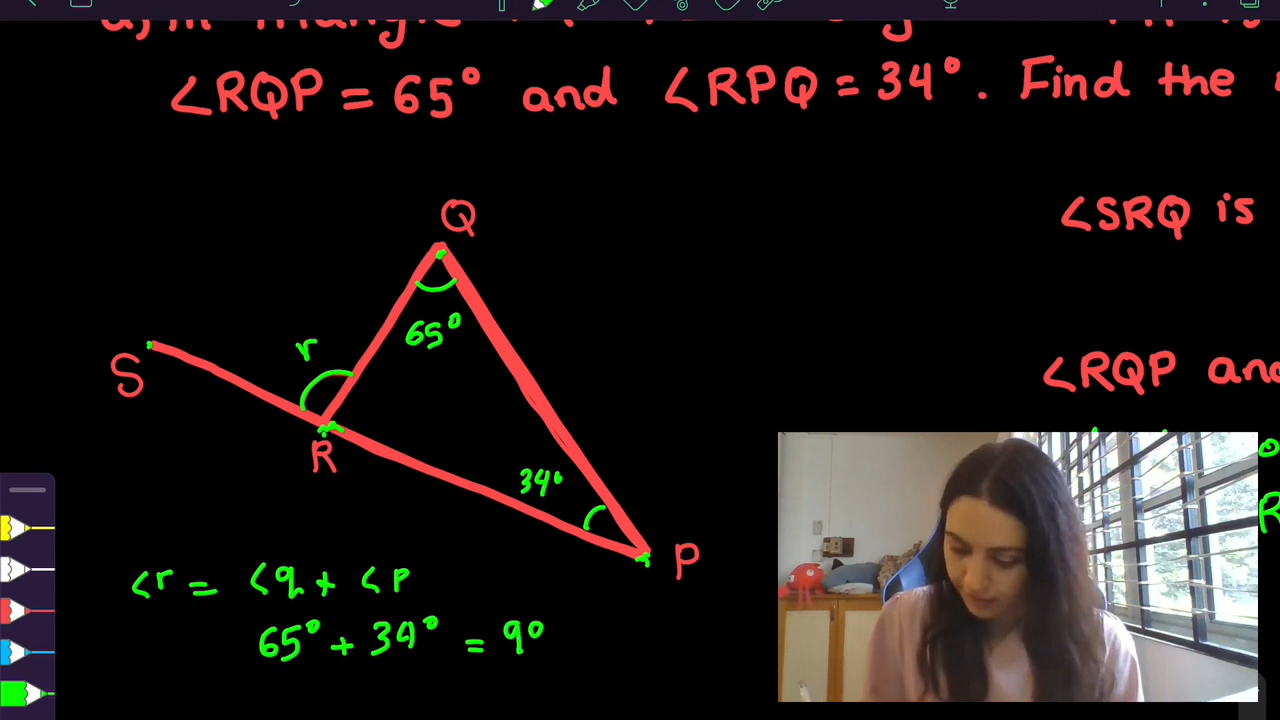 ∠RQP = 65° and ∠RPQ = 34°. Find the
∠SRQ is
Q
65°
r
S
∠RQP and
R
34°
P
∠r = ∠q + ∠p
65° + 34° = 9°